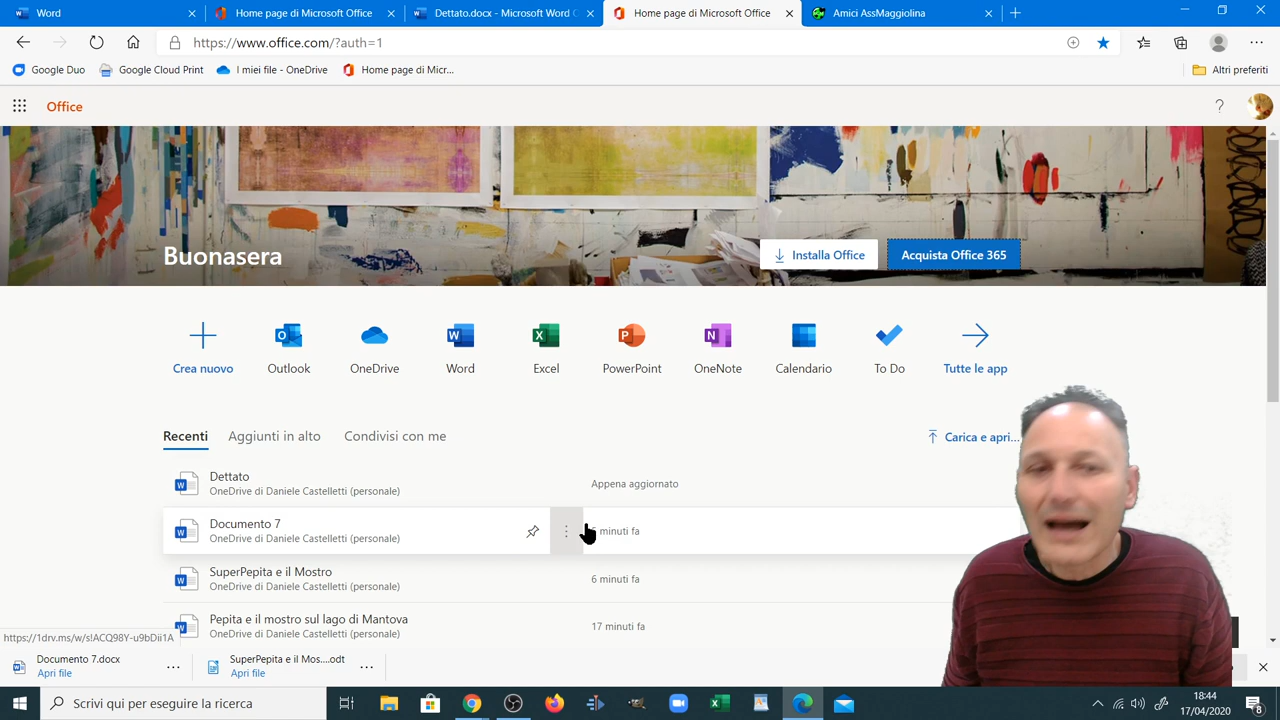 Word
Home page di Microsoft Office
Dettato.docx - Microsoft Word
Home page di Microsoft Office
Amici AssMaggiolina
https://www.office.com/?auth=1
Google Duo
Google Cloud Print
I miei file - OneDrive
Home page di Micr...
Altri preferiti
Office
?
Buonasera
Installa Office
Acquista Office 365
Crea nuovo
Outlook
OneDrive
Word
Excel
PowerPoint
OneNote
Calendario
To Do
Tutte le app
Recenti
Aggiunti in alto
Condivisi con me
Carica e apri...
Dettato
OneDrive di Daniele Castelletti (personale)
Appena aggiornato
Documento 7
OneDrive di Daniele Castelletti (personale)
minuti fa
SuperPepita e il Mostro
OneDrive di Daniele Castelletti (personale)
6 minuti fa
Pepita e il mostro sul lago di Mantova
OneDrive di Daniele Castelletti (personale)
17 minuti fa
https://1drv.ms/w/s!ACQ98Y-u9bDii1A
Documento 7.docx
Apri file
SuperPepita e il Mos....odt
Apri file
Scrivi qui per eseguire la ricerca
18:44
17/04/2020
8